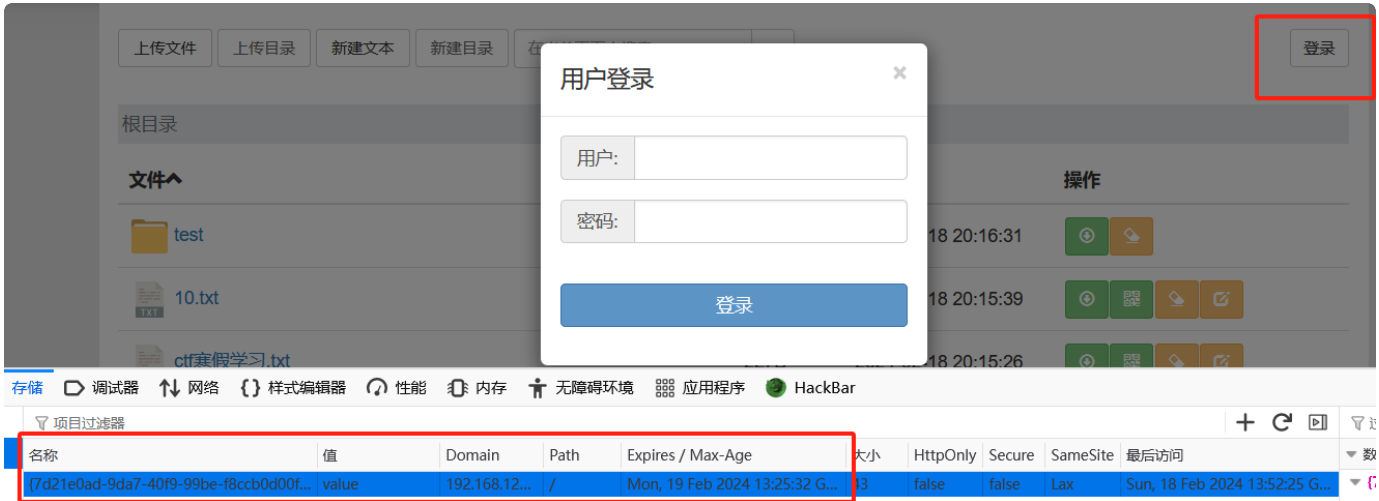 上传文件 上传目录 新建文本 新建目录 登录
用户登录 ×
根目录
用户:
文件 操作
密码:
test 18 20:16:31
登录
TXT 10.txt 18 20:15:39
ctf寒假学习.txt 18 20:15:26
存储 调试器 网络 {} 样式编辑器 性能 内存 无障碍环境 应用程序 HackBar
项目过滤器
名称 值 Domain Path Expires / Max-Age 大小 HttpOnly Secure SameSite 最后访问 数
{7d21e0ad-9da7-40f9-99be-f8ccb0d00f... value 192.168.12... / Mon, 19 Feb 2024 13:25:32 G... 43 false false Lax Sun, 18 Feb 2024 13:52:25 G... {7